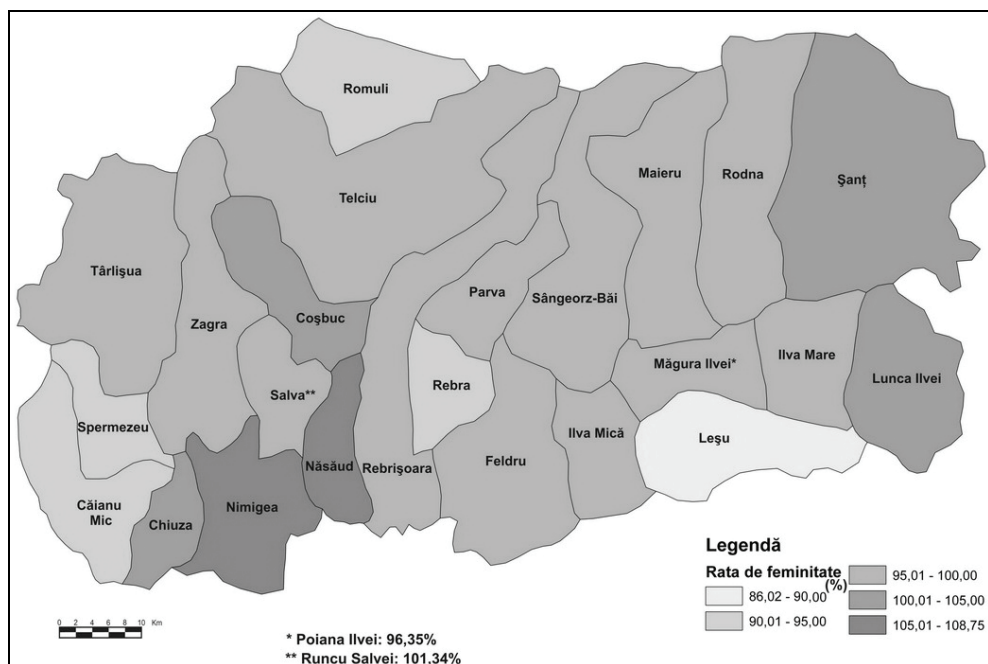 Romuli
Telciu
Maieru
Rodna
Şanţ
Târlişua
Parva
Sângeorz-Băi
Zagra
Coşbuc
Măgura Ilvei*
Ilva Mare
Lunca Ilvei
Salva**
Rebra
Spermezeu
Ilva Mică
Leşu
Năsăud
Rebrişoara
Feldru
Căianu
Mic
Chiuza
Nimigea
Legendă
Rata de feminitate
(%)
86,02 - 90,00
90,01 - 95,00
95,01 - 100,00
100,01 - 105,00
105,01 - 108,75
0 2 4 6 8 10 Km
* Poiana Ilvei: 96,35%
** Runcu Salvei: 101,34%